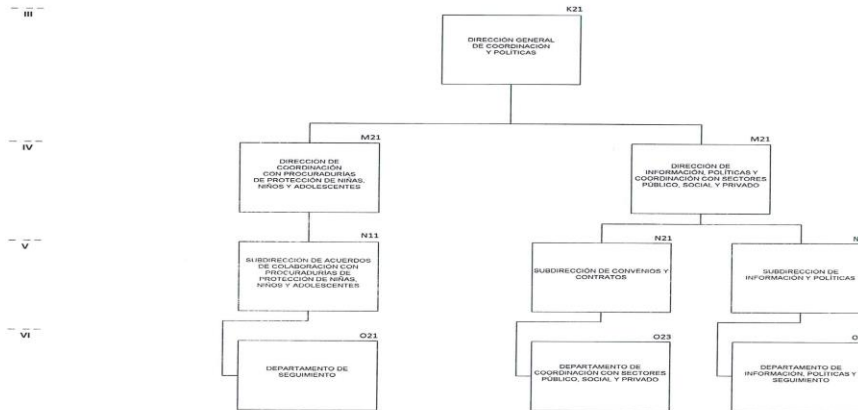 III
K21
DIRECCIÓN GENERAL
DE COORDINACIÓN
Y POLÍTICAS
IV
M21
DIRECCIÓN DE
COORDINACIÓN
CON PROCURADURÍAS
DE PROTECCIÓN DE NIÑAS,
NIÑOS Y ADOLESCENTES
M21
DIRECCIÓN DE
INFORMACIÓN, POLÍTICAS Y
COORDINACIÓN CON SECTORES
PÚBLICO, SOCIAL Y PRIVADO
V
N11
SUBDIRECCIÓN DE ACUERDOS
DE COLABORACIÓN CON
PROCURADURÍAS DE
PROTECCIÓN DE NIÑAS,
NIÑOS Y ADOLESCENTES
N21
SUBDIRECCIÓN DE CONVENIOS Y
CONTRATOS
SUBDIRECCIÓN DE
INFORMACIÓN Y POLÍTICAS
VI
O21
DEPARTAMENTO DE
SEGUIMIENTO
O23
DEPARTAMENTO DE
COORDINACIÓN CON SECTORES
PÚBLICO, SOCIAL Y PRIVADO
DEPARTAMENTO DE
INFORMACIÓN, POLÍTICAS Y
SEGUIMIENTO